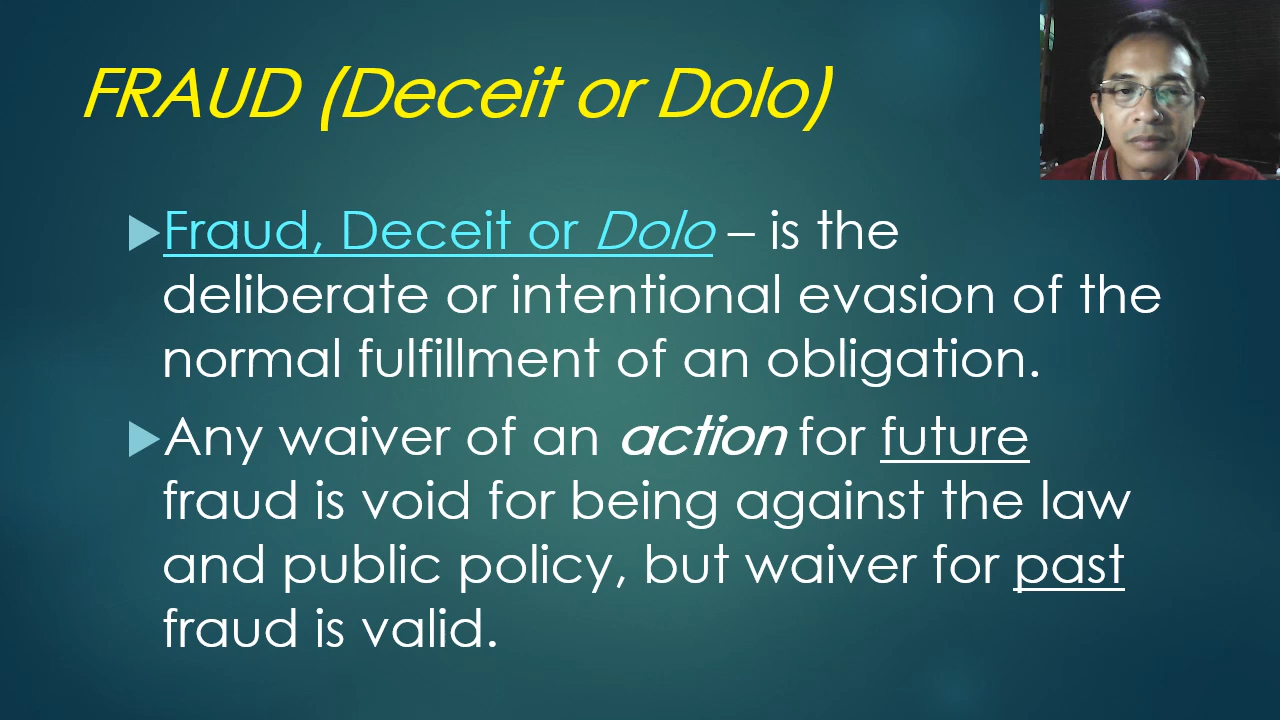 FRAUD (Deceit or Dolo)
Fraud, Deceit or Dolo – is the
deliberate or intentional evasion of the
normal fulfillment of an obligation.
Any waiver of an action for future
fraud is void for being against the law
and public policy, but waiver for past
fraud is valid.